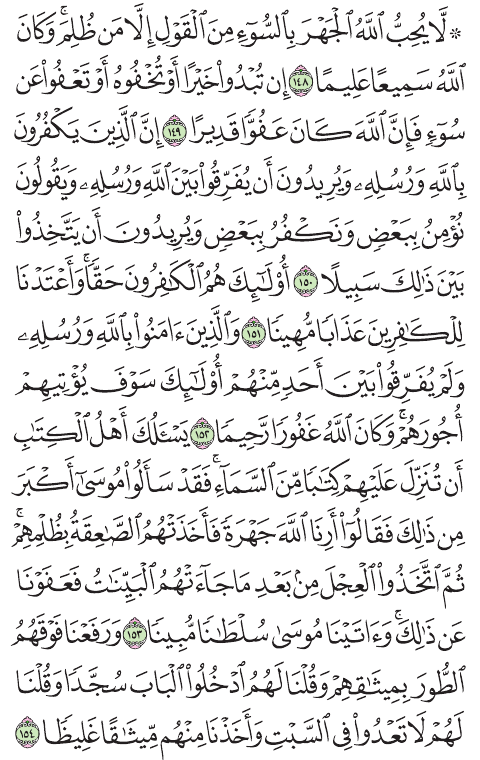 ۞ لَّا يُحِبُّ ٱللَّهُ ٱلْجَهْرَ بِٱلسُّوٓءِ مِنَ ٱلْقَوْلِ إِلَّا مَن ظُلِمَۚ وَكَانَ
ٱللَّهُ سَمِيعًا عَلِيمًا ١٤٨ إِن تُبْدُوا۟ خَيْرًا أَوْ تُخْفُوهُ أَوْ تَعْفُوا۟ عَن
سُوٓءٍ فَإِنَّ ٱللَّهَ كَانَ عَفُوًّا قَدِيرًا ١٤٩ إِنَّ ٱلَّذِينَ يَكْفُرُونَ
بِٱللَّهِ وَرُسُلِهِۦ وَيُرِيدُونَ أَن يُفَرِّقُوا۟ بَيْنَ ٱللَّهِ وَرُسُلِهِۦ وَيَقُولُونَ
نُؤْمِنُ بِبَعْضٍ وَنَكْفُرُ بِبَعْضٍ وَيُرِيدُونَ أَن يَتَّخِذُوا۟
بَيْنَ ذَٰلِكَ سَبِيلًا ١٥٠ أُو۟لَٰٓئِكَ هُمُ ٱلْكَٰفِرُونَ حَقًّاۚ وَأَعْتَدْنَا
لِلْكَٰفِرِينَ عَذَابًا مُّهِينًا ١٥١ وَٱلَّذِينَ ءَامَنُوا۟ بِٱللَّهِ وَرُسُلِهِۦ
وَلَمْ يُفَرِّقُوا۟ بَيْنَ أَحَدٍ مِّنْهُمْ أُو۟لَٰٓئِكَ سَوْفَ يُؤْتِيهِمْ
أُجُورَهُمْۚ وَكَانَ ٱللَّهُ غَفُورًا رَّحِيمًا ١٥٢ يَسْـَٔلُكَ أَهْلُ ٱلْكِتَٰبِ
أَن تُنَزِّلَ عَلَيْهِمْ كِتَٰبًا مِّنَ ٱلسَّمَآءِۚ فَقَدْ سَأَلُوا۟ مُوسَىٰٓ أَكْبَرَ
مِن ذَٰلِكَ فَقَالُوٓا۟ أَرِنَا ٱللَّهَ جَهْرَةً فَأَخَذَتْهُمُ ٱلصَّٰعِقَةُ بِظُلْمِهِمْۚ
ثُمَّ ٱتَّخَذُوا۟ ٱلْعِجْلَ مِنۢ بَعْدِ مَا جَآءَتْهُمُ ٱلْبَيِّنَٰتُ فَعَفَوْنَا
عَن ذَٰلِكَۚ وَءَاتَيْنَا مُوسَىٰ سُلْطَٰنًا مُّبِينًا ١٥٣ وَرَفَعْنَا فَوْقَهُمُ
ٱلطُّورَ بِمِيثَٰقِهِمْ وَقُلْنَا لَهُمُ ٱدْخُلُوا۟ ٱلْبَابَ سُجَّدًا وَقُلْنَا
لَهُمْ لَا تَعْدُوا۟ فِى ٱلسَّبْتِ وَأَخَذْنَا مِنْهُم مِّيثَٰقًا غَلِيظًا ١٥٤